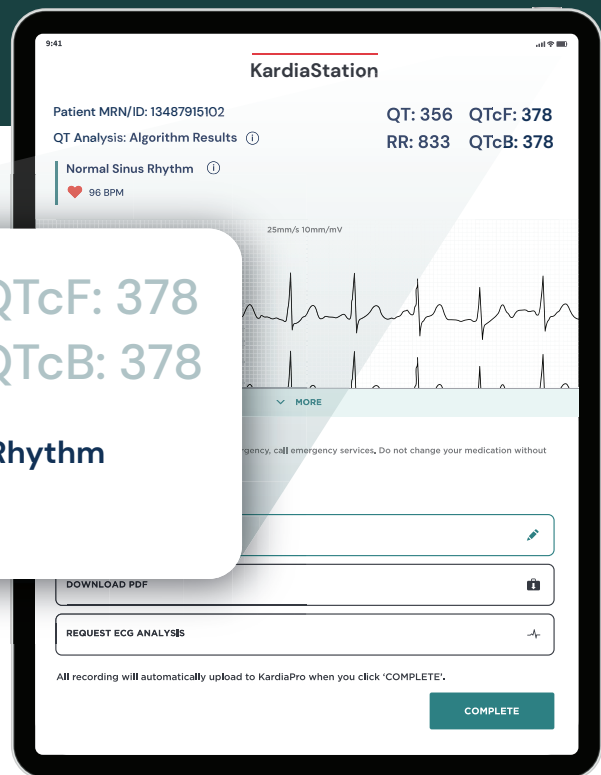 9:41
KardiaStation
Patient MRN/ID: 13487915102
QT: 356 QTcF: 378
QT Analysis: Algorithm Results
RR: 833 QTcB: 378
Normal Sinus Rhythm
96 BPM
25mm/s 10mm/mV
QTcF: 378
QTcB: 378
Rhythm
MORE
call emergency services. Do not change your medication without
DOWNLOAD PDF
REQUEST ECG ANALYSIS
All recording will automatically upload to KardiaPro when you click ‘COMPLETE’.
COMPLETE